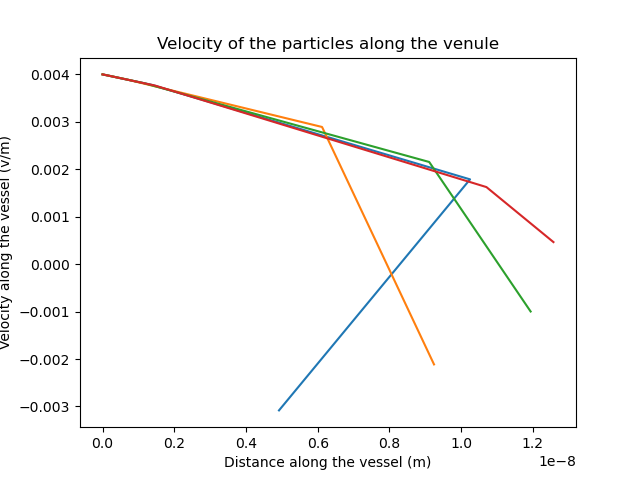 Velocity of the particles along the venule
Velocity along the vessel (v/m)
0.004
0.003
0.002
0.001
0.000
−0.001
−0.002
−0.003
0.0 0.2 0.4 0.6 0.8 1.0 1.2
1e−8
Distance along the vessel (m)